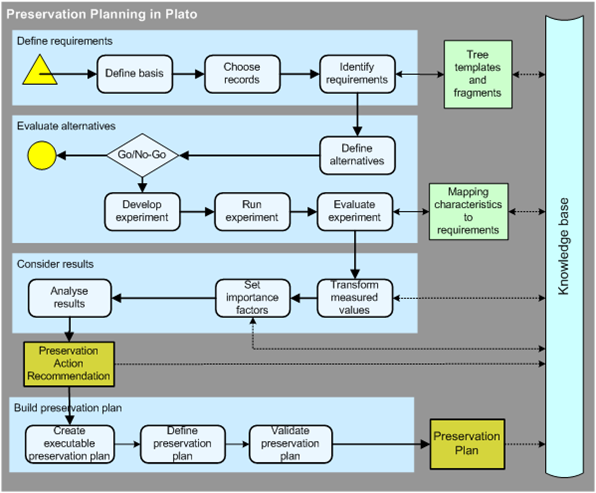 Preservation Planning in Plato
Define requirements
Define basis
Choose
records
Identify
requirements
Tree
templates
and
fragments
Evaluate alternatives
Go/No-Go
Define
alternatives
Develop
experiment
Run
experiment
Evaluate
experiment
Mapping
characteristics
to
requirements
Knowledge base
Consider results
Analyse
results
Set
importance
factors
Transform
measured
values
Preservation
Action
Recommendation
Build preservation plan
Create
executable
preservation plan
Define
preservation
plan
Validate
preservation
plan
Preservation
Plan